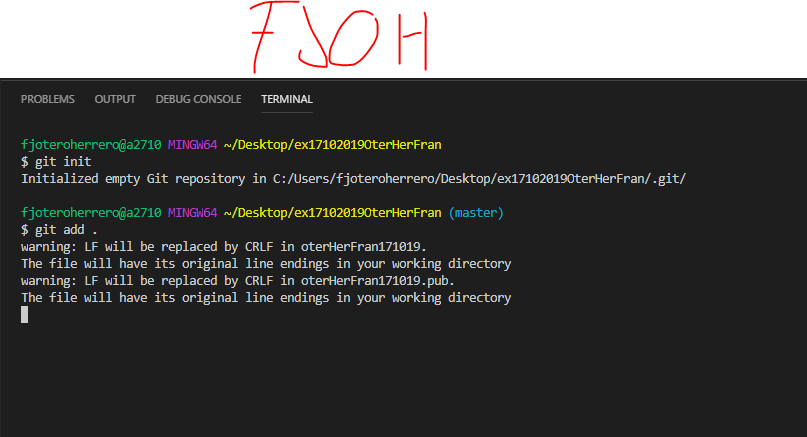 FJOH
PROBLEMS OUTPUT DEBUG CONSOLE TERMINAL
fjoteroherrero@a2710 MINGW64 ~/Desktop/ex17102019OterHerFran
$ git init
Initialized empty Git repository in C:/Users/fjoteroherrero/Desktop/ex17102019OterHerFran/.git/
fjoteroherrero@a2710 MINGW64 ~/Desktop/ex17102019OterHerFran (master)
$ git add .
warning: LF will be replaced by CRLF in oterHerFran171019.
The file will have its original line endings in your working directory
warning: LF will be replaced by CRLF in oterHerFran171019.pub.
The file will have its original line endings in your working directory